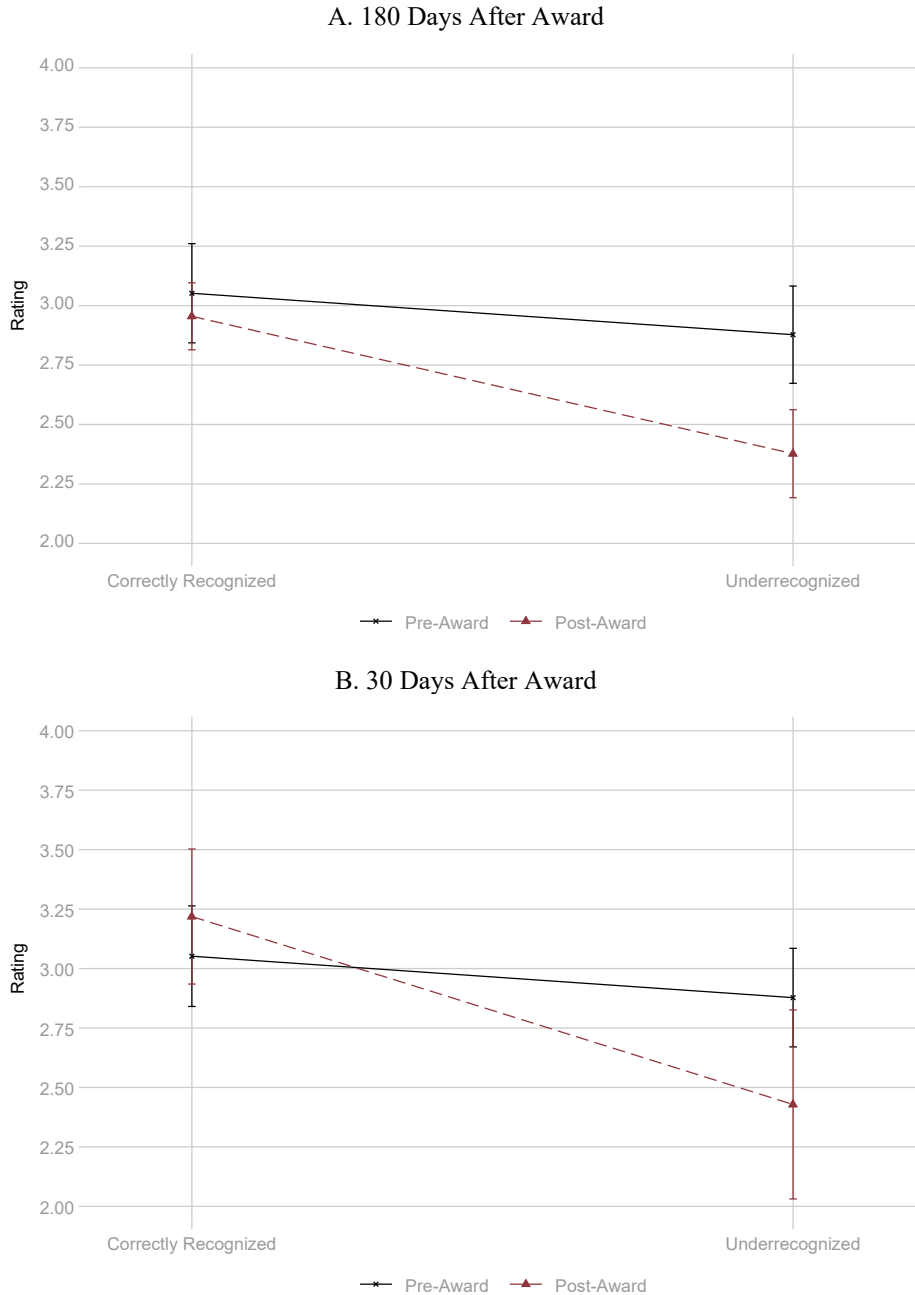 A. 180 Days After Award
4.00
3.75
3.50
3.25
3.00
2.75
2.50
2.25
2.00
Rating
Correctly Recognized Underrecognized
Pre-Award Post-Award
B. 30 Days After Award
4.00
3.75
3.50
3.25
3.00
2.75
2.50
2.25
2.00
Rating
Correctly Recognized Underrecognized
Pre-Award Post-Award